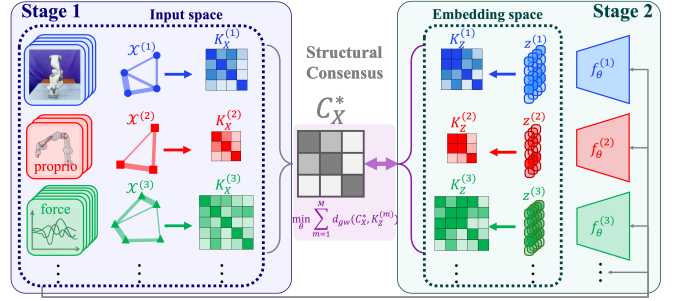 Stage 1
Input space
Structural
Consensus
C_X^*
Embedding space
Stage 2
𝒳^{(1)}
K_X^{(1)}
K_Z^{(1)}
z^{(1)}
f_θ^{(1)}
proprio
𝒳^{(2)}
K_X^{(2)}
K_Z^{(2)}
z^{(2)}
f_θ^{(2)}
force
𝒳^{(3)}
K_X^{(3)}
min_θ ∑_{m=1}^{M} d_{gw}(C_X^*, K_Z^{(m)})
K_Z^{(3)}
z^{(3)}
f_θ^{(3)}